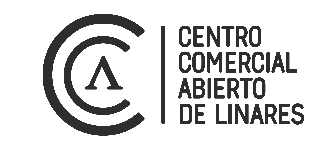 CENTRO
COMERCIAL
ABIERTO
DE LINARES